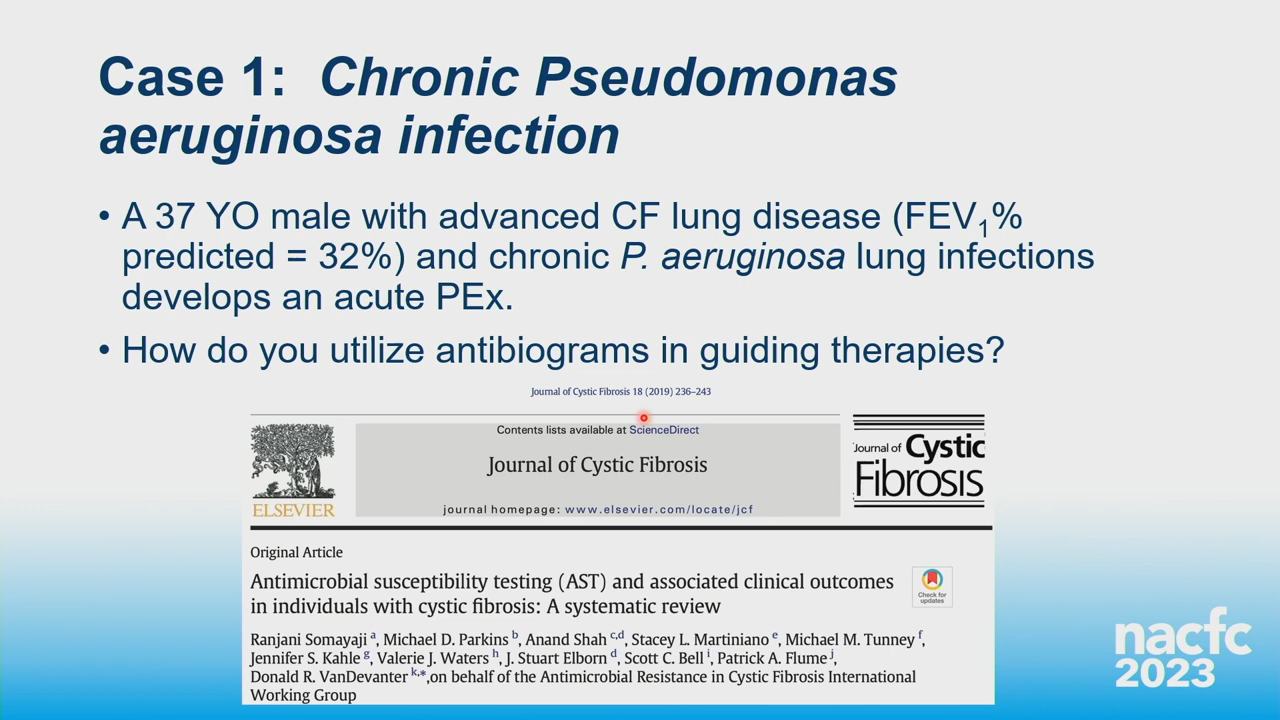 Case 1: Chronic Pseudomonas
aeruginosa infection
• A 37 YO male with advanced CF lung disease (FEV₁%
predicted = 32%) and chronic P. aeruginosa lung infections
develops an acute PEx.
• How do you utilize antibiograms in guiding therapies?
Journal of Cystic Fibrosis 18 (2019) 236–243
Contents lists available at ScienceDirect
Journal of Cystic Fibrosis
journal homepage: www.elsevier.com/locate/jcf
ELSEVIER
Journal of Cystic
Fibrosis
Original Article
Antimicrobial susceptibility testing (AST) and associated clinical outcomes
in individuals with cystic fibrosis: A systematic review
Check for
updates
Ranjani Somayaji a, Michael D. Parkins b, Anand Shah c,d, Stacey L. Martiniano e, Michael M. Tunney f,
Jennifer S. Kahle g, Valerie J. Waters h, J. Stuart Elborn d, Scott C. Bell i, Patrick A. Flume j,
Donald R. VanDevanter k,*,on behalf of the Antimicrobial Resistance in Cystic Fibrosis International
Working Group
nacfc
2023